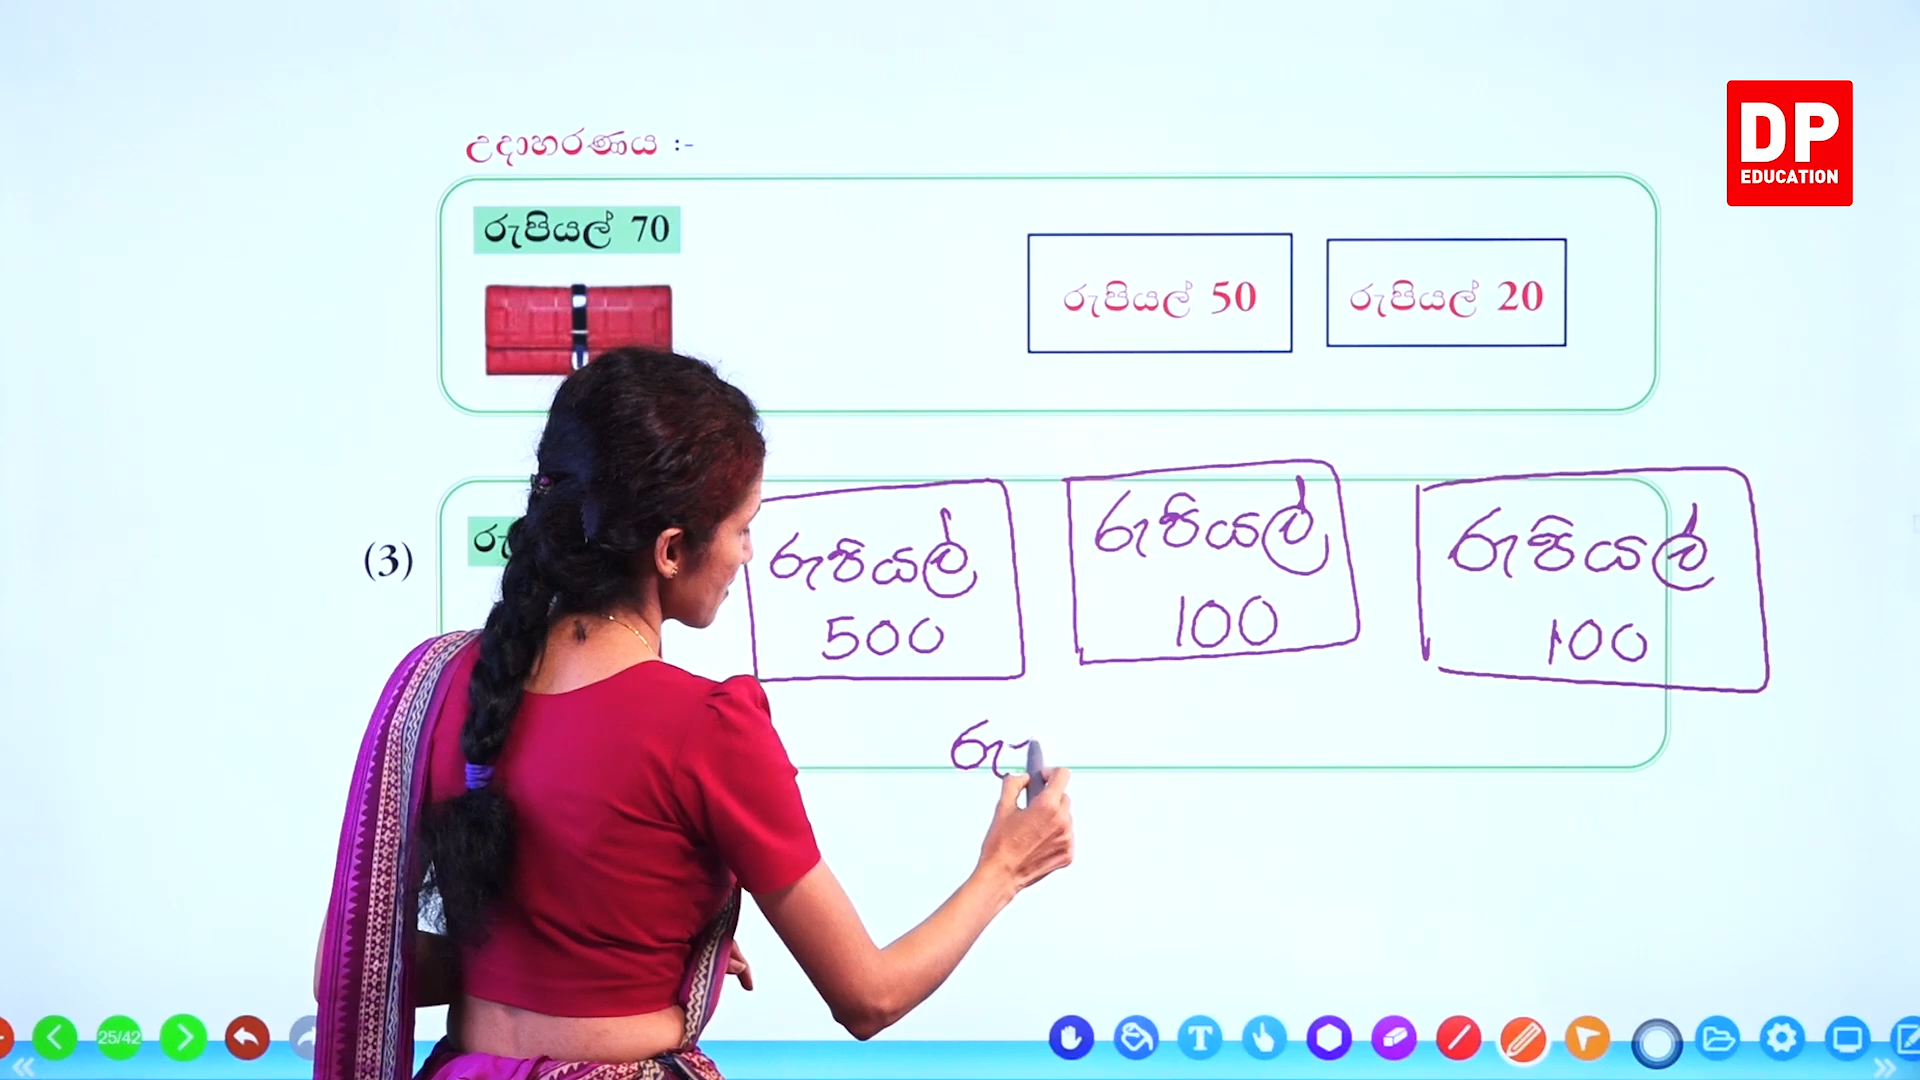 DP
EDUCATION
උදාහරණය :-
රුපියල් 70
රුපියල් 50
රුපියල් 20
(3)
රුපියල්
500
රුපියල්
100
රුපියල්
100
රු
25/42